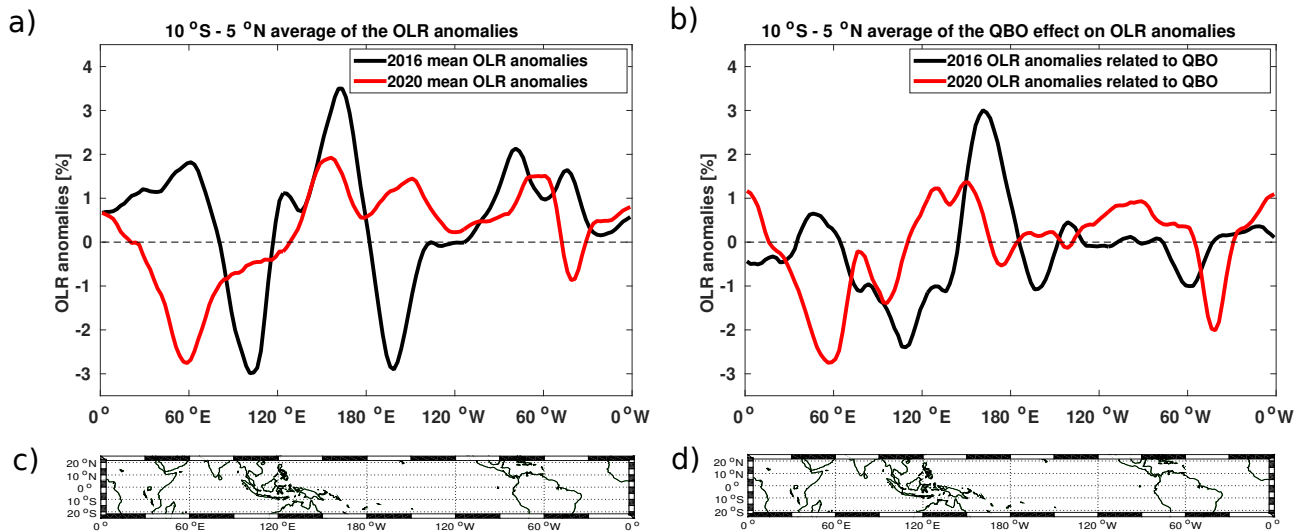 a)
10 °S - 5 °N average of the OLR anomalies
2016 mean OLR anomalies
2020 mean OLR anomalies
OLR anomalies [%]
4
3
2
1
0
-1
-2
-3
0° 60 °E 120 °E 180 °E 120 °W 60 °W 0°W
b)
10 °S - 5 °N average of the QBO effect on OLR anomalies
2016 OLR anomalies related to QBO
2020 OLR anomalies related to QBO
OLR anomalies [%]
4
3
2
1
0
-1
-2
-3
0° 60 °E 120 °E 180 °E 120 °W 60 °W 0°W
c)
20 °N
10 °N
0 °
10 °S
20 °S
0° 60 °E 120 °E 180 °E 120 °W 60 °W 0°
d)
20 °N
10 °N
0 °
10 °S
20 °S
0° 60 °E 120 °E 180 °E 120 °W 60 °W 0°